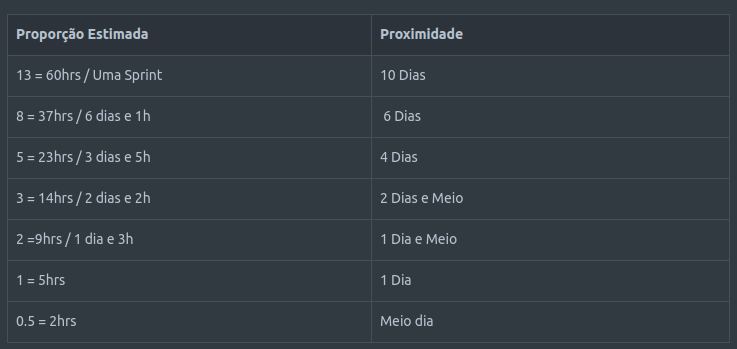 Proporção Estimada
Proximidade
13 = 60hrs / Uma Sprint
10 Dias
8 = 37hrs / 6 dias e 1h
6 Dias
5 = 23hrs / 3 dias e 5h
4 Dias
3 = 14hrs / 2 dias e 2h
2 Dias e Meio
2 =9hrs / 1 dia e 3h
1 Dia e Meio
1 = 5hrs
1 Dia
0.5 = 2hrs
Meio dia